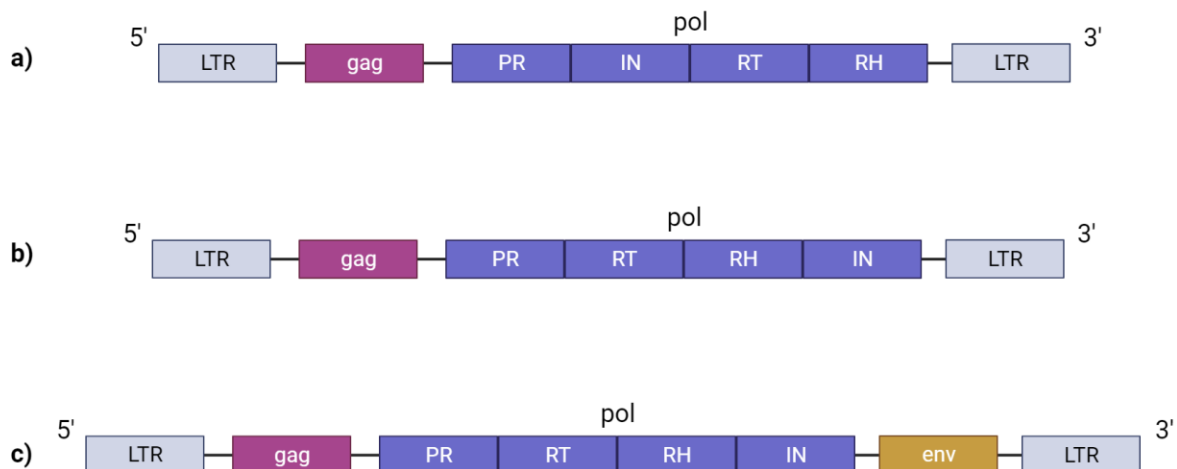 pol
5' 3'
a) LTR gag PR IN RT RH LTR
pol
5' 3'
b) LTR gag PR RT RH IN LTR
pol
5' 3'
c) LTR gag PR RT RH IN env LTR